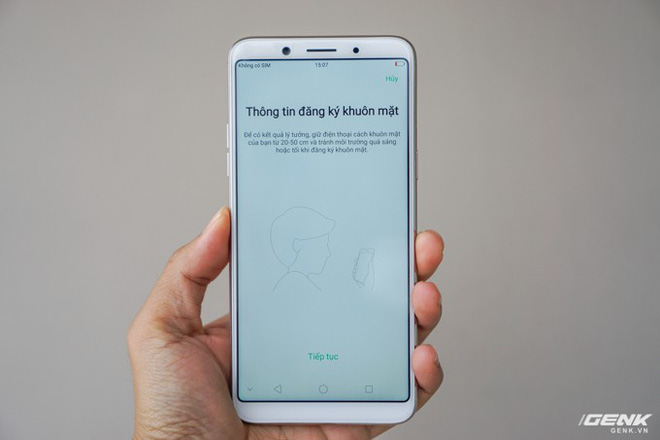 Không có SIM 15:07
Hủy
Thông tin đăng ký khuôn mặt
Để có kết quả lý tưởng, giữ điện thoại cách khuôn mặt
của bạn từ 20-50 cm và tránh môi trường quá sáng
hoặc tối khi đăng ký khuôn mặt.
Tiếp tục
GENK
GENK.VN